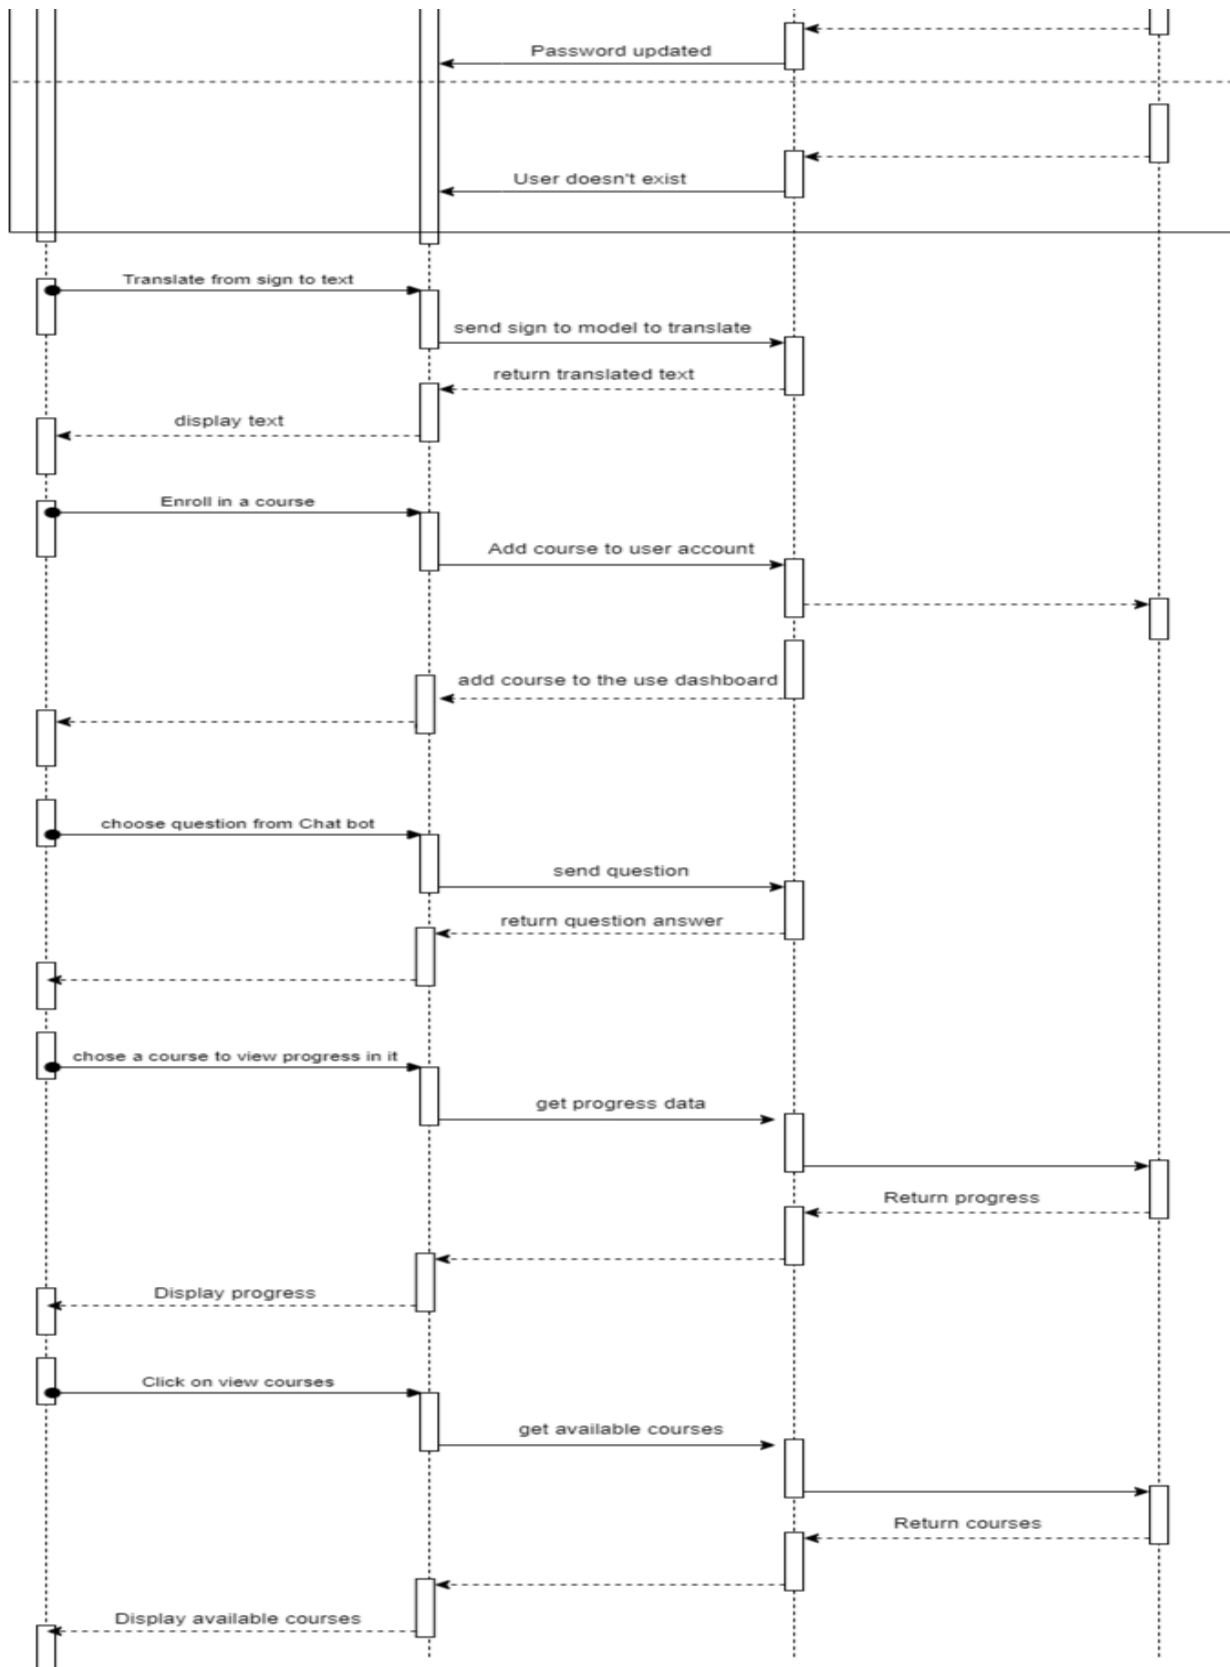 Password updated
User doesn't exist
Translate from sign to text
send sign to model to translate
return translated text
display text
Enroll in a course
Add course to user account
add course to the use dashboard
choose question from Chat bot
send question
return question answer
chose a course to view progress in it
get progress data
Return progress
Display progress
Click on view courses
get available courses
Return courses
Display available courses